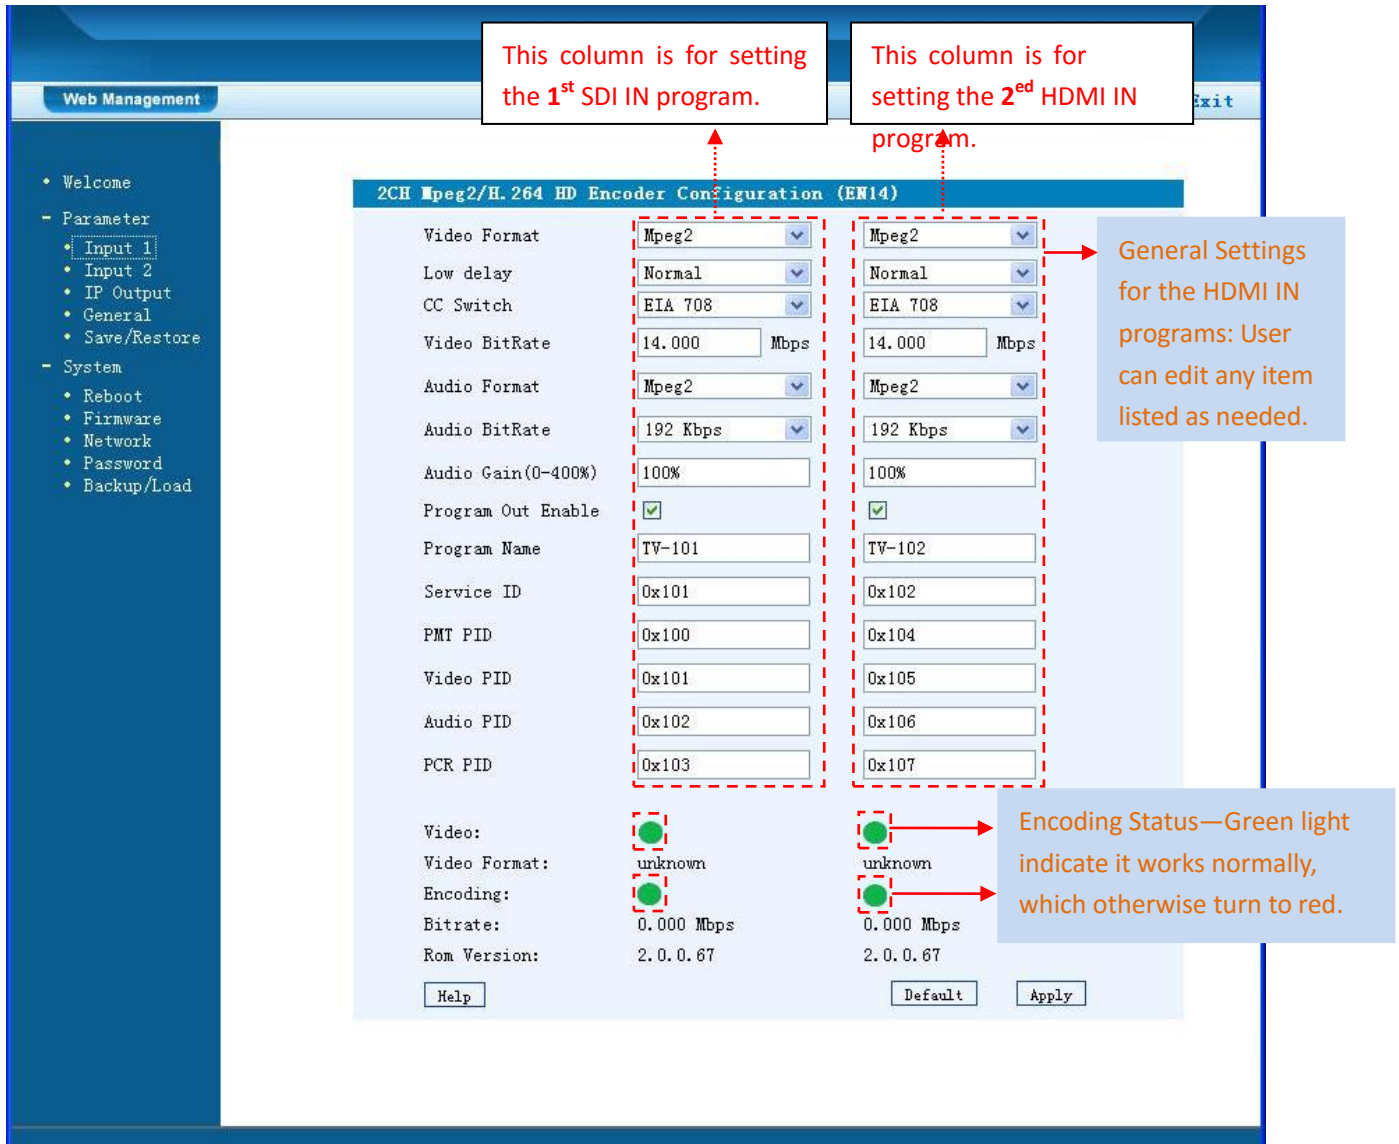 This column is for setting
the 1st SDI IN program.
This column is for
setting the 2ed HDMI IN
program.
Web Management
Exit
Welcome
Parameter
Input 1
Input 2
IP Output
General
Save/Restore
System
Reboot
Firmware
Network
Password
Backup/Load
2CH Mpeg2/H.264 HD Encoder Configuration (EN14)
Video Format Mpeg2 Mpeg2
Low delay Normal Normal
CC Switch EIA 708 EIA 708
Video BitRate 14.000 Mbps 14.000 Mbps
Audio Format Mpeg2 Mpeg2
Audio BitRate 192 Kbps 192 Kbps
Audio Gain(0-400%) 100% 100%
Program Out Enable
Program Name TV-101 TV-102
Service ID 0x101 0x102
PMT PID 0x100 0x104
Video PID 0x101 0x105
Audio PID 0x102 0x106
PCR PID 0x103 0x107
Video:
Video Format: unknown unknown
Encoding:
Bitrate: 0.000 Mbps 0.000 Mbps
Rom Version: 2.0.0.67 2.0.0.67
Help Default Apply
General Settings
for the HDMI IN
programs: User
can edit any item
listed as needed.
Encoding Status—Green light
indicate it works normally,
which otherwise turn to red.